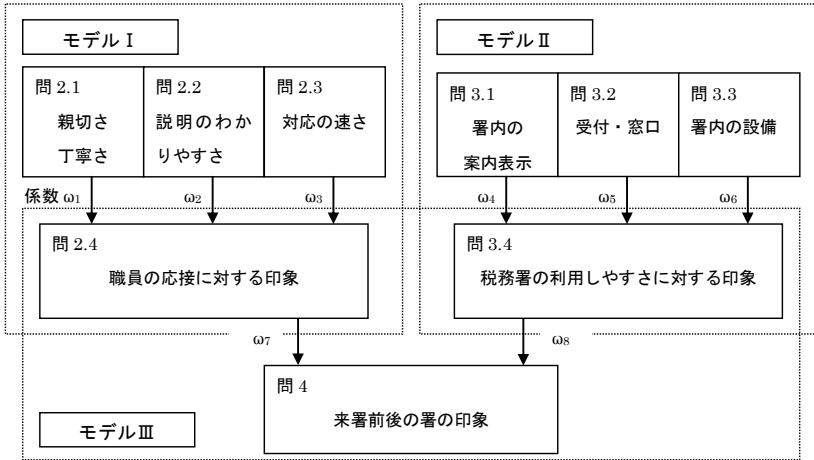 モデルⅠ
モデルⅡ
問 2.1
親切さ
丁寧さ
問 2.2
説明のわか
りやすさ
問 2.3
対応の速さ
問 3.1
署内の
案内表示
問 3.2
受付・窓口
問 3.3
署内の設備
係数 ω1
ω2
ω3
ω4
ω5
ω6
問 2.4
職員の応接に対する印象
問 3.4
税務署の利用しやすさに対する印象
ω7
ω8
問 4
来署前後の署の印象
モデルⅢ